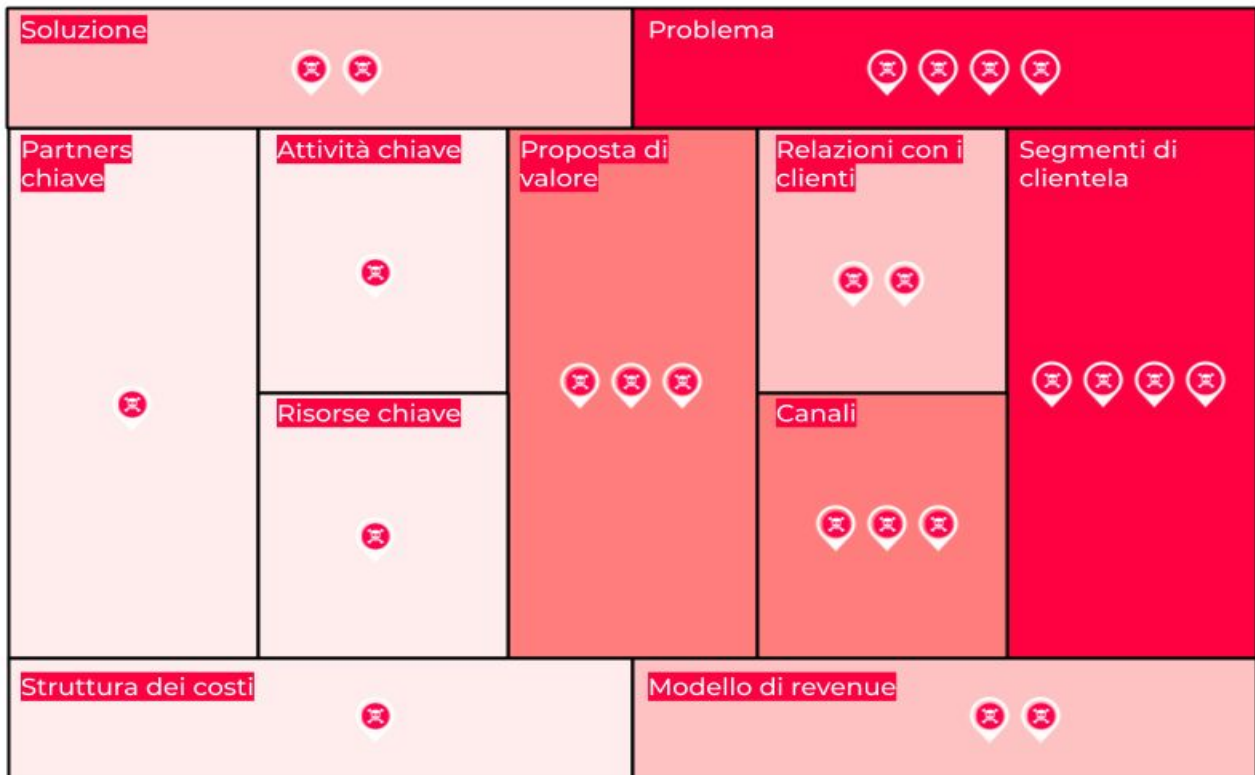 Soluzione
Problema
Partners
chiave
Attività chiave
Proposta di
valore
Relazioni con i
clienti
Segmenti di
clientela
Risorse chiave
Canali
Struttura dei costi
Modello di revenue